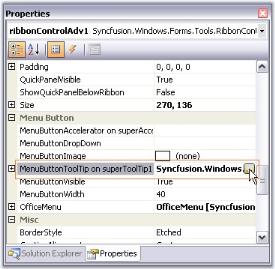 Properties
ribbonControlAdv1 Syncfusion.Windows.Forms.Tools.RibbonCon
Padding 0, 0, 0, 0
QuickPanelVisible True
ShowQuickPanelBelowRibbon False
Size 270, 136
Menu Button
MenuButtonAccelerator on superAcce
MenuButtonDropDown
MenuButtonImage (none)
MenuButtonToolTip on superToolTip1 Syncfusion.Windows
MenuButtonVisible True
MenuButtonWidth 40
OfficeMenu OfficeMenu [Syncfusion
Misc
BorderStyle Etched
Solution Explorer Properties